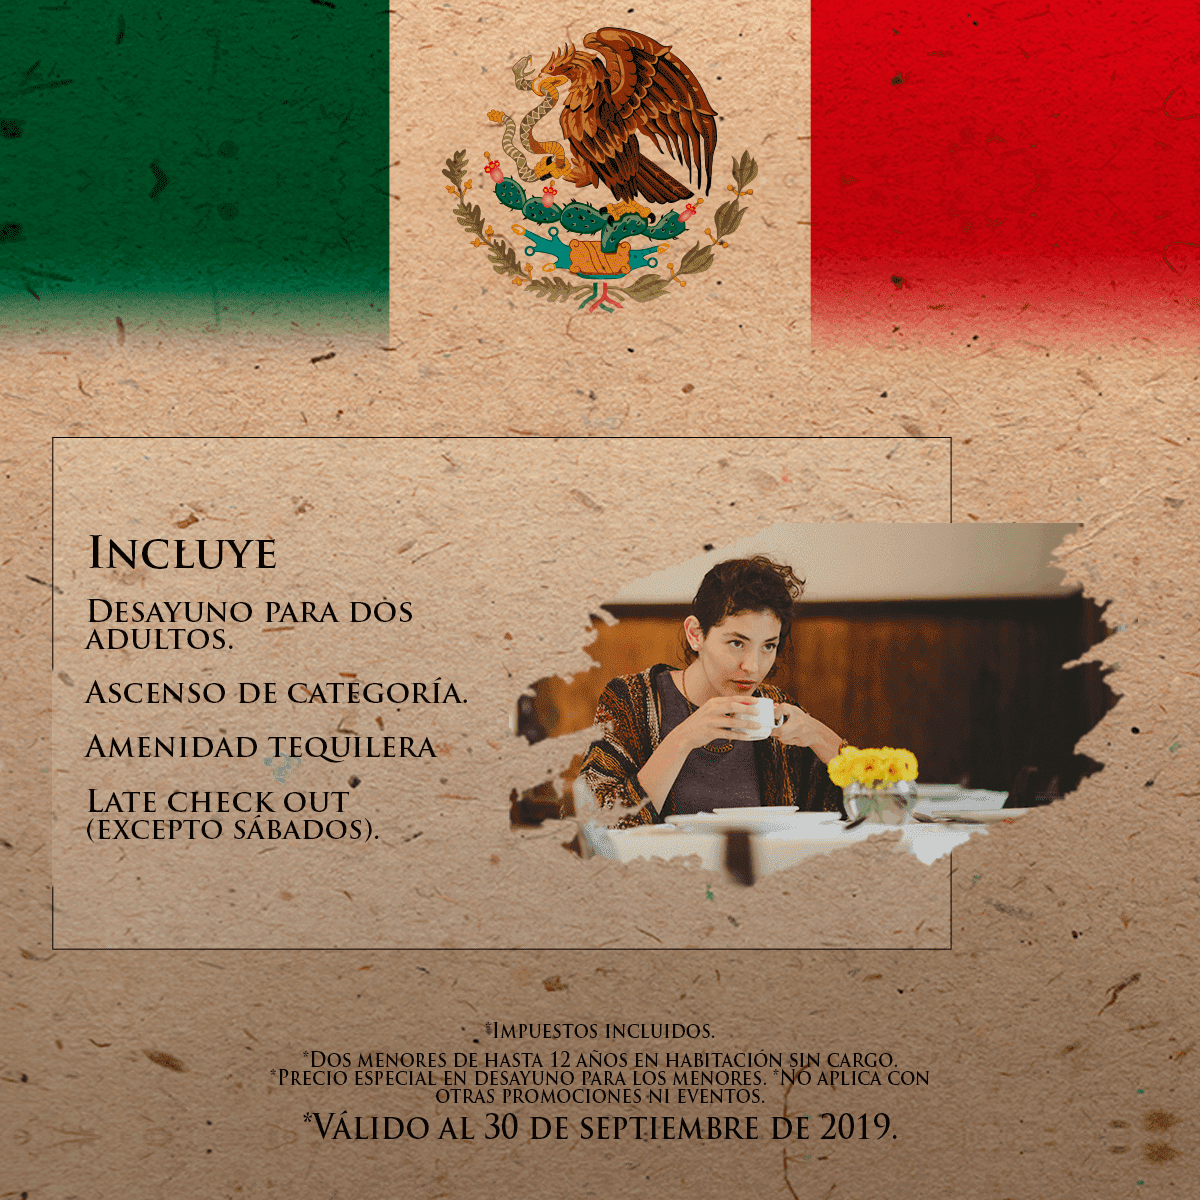 INCLUYE
DESAYUNO PARA DOS
ADULTOS.
ASCENSO DE CATEGORÍA.
AMENIDAD TEQUILERA
LATE CHECK OUT
(EXCEPTO SÁBADOS).
*IMPUESTOS INCLUIDOS.
*DOS MENORES DE HASTA 12 AÑOS EN HABITACIÓN SIN CARGO.
*PRECIO ESPECIAL EN DESAYUNO PARA LOS MENORES. *NO APLICA CON
OTRAS PROMOCIONES NI EVENTOS.
*VÁLIDO AL 30 DE SEPTIEMBRE DE 2019.